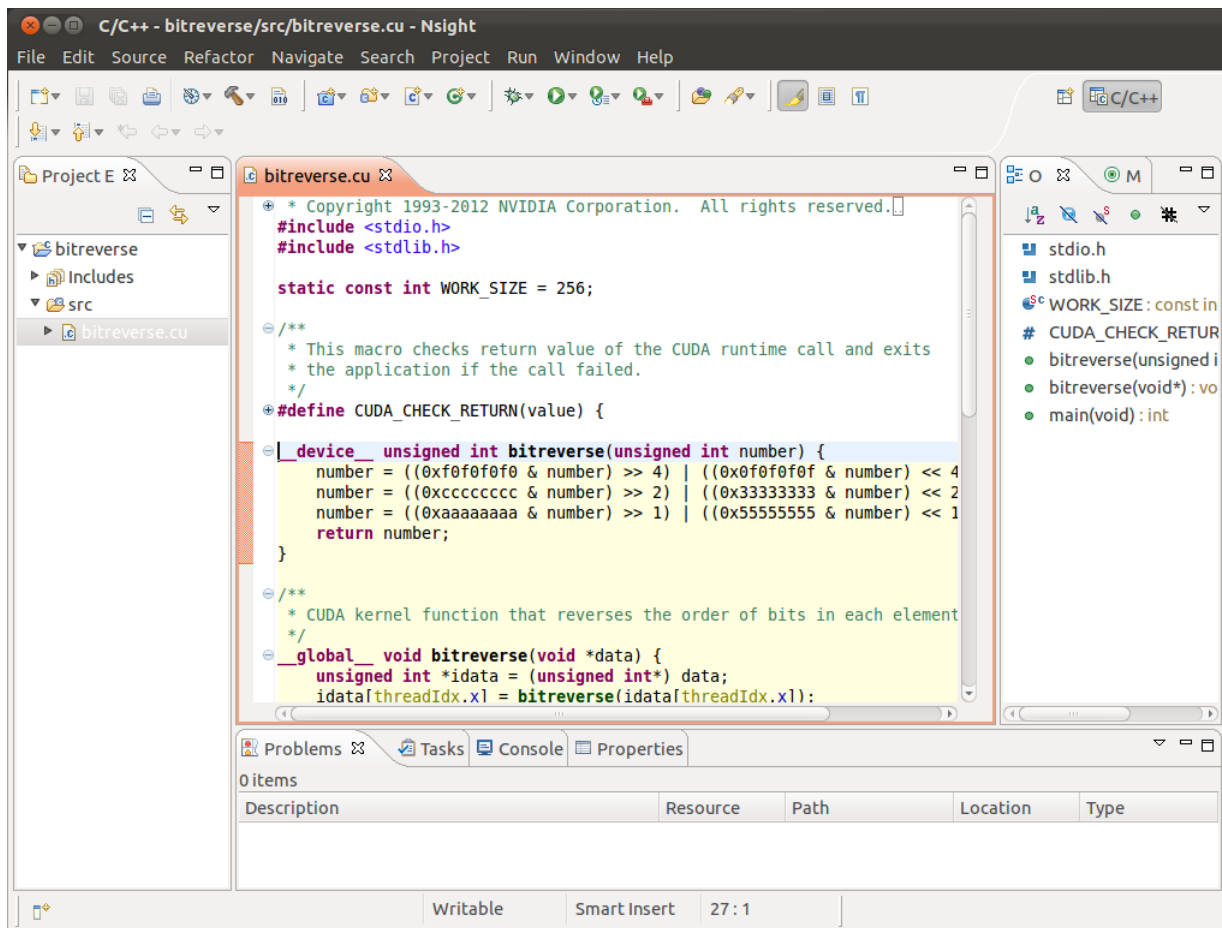 C/C++ - bitreverse/src/bitreverse.cu - Nsight
File Edit Source Refactor Navigate Search Project Run Window Help
C/C++
Project E
bitreverse
Includes
src
bitreverse.cu
bitreverse.cu
* Copyright 1993-2012 NVIDIA Corporation.  All rights reserved.
#include <stdio.h>
#include <stdlib.h>
static const int WORK_SIZE = 256;
/**
 * This macro checks return value of the CUDA runtime call and exits
 * the application if the call failed.
 */
#define CUDA_CHECK_RETURN(value) {
__device__ unsigned int bitreverse(unsigned int number) {
    number = ((0xf0f0f0f0 & number) >> 4) | ((0x0f0f0f0f & number) << 4
    number = ((0xcccccccc & number) >> 2) | ((0x33333333 & number) << 2
    number = ((0xaaaaaaaa & number) >> 1) | ((0x55555555 & number) << 1
    return number;
}
/**
 * CUDA kernel function that reverses the order of bits in each element
 */
__global__ void bitreverse(void *data) {
    unsigned int *idata = (unsigned int*) data;
    idata[threadIdx.x] = bitreverse(idata[threadIdx.x]);
O M
stdio.h
stdlib.h
WORK_SIZE : const in
CUDA_CHECK_RETUR
bitreverse(unsigned i
bitreverse(void*) : vo
main(void) : int
Problems Tasks Console Properties
0 items
Description Resource Path Location Type
Writable Smart Insert 27 : 1